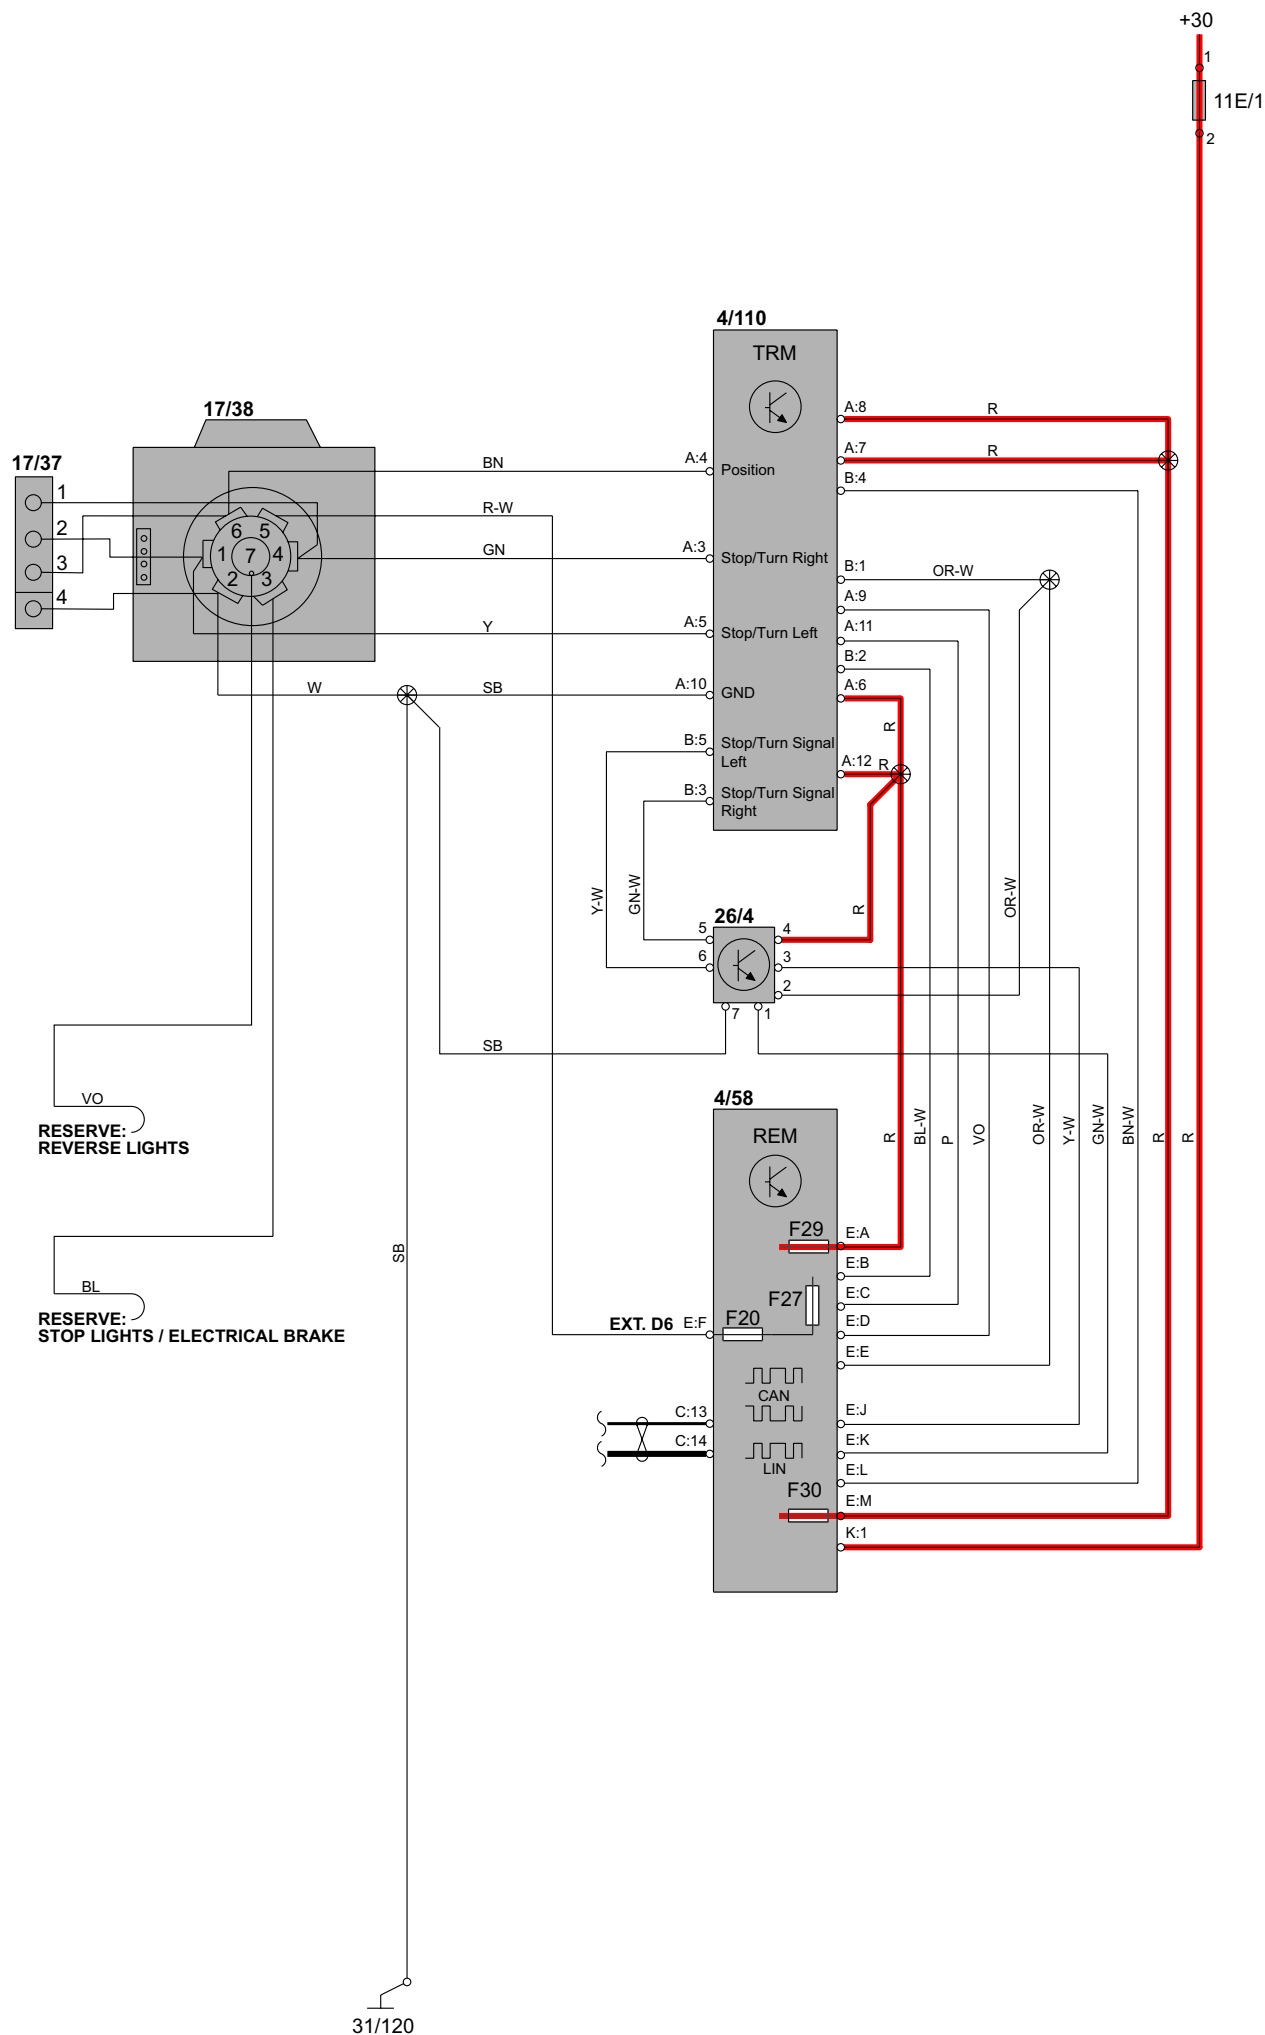 +30
1
11E/1
2
4/110
TRM
17/38
A:8
R
17/37
BN
A:4
Position
A:7
R
1
B:4
R-W
2
6
5
GN
A:3
Stop/Turn Right
1
7
4
3
2
3
B:1
OR-W
4
A:9
Y
A:5
Stop/Turn Left
A:11
B:2
W
SB
A:10
GND
A:6
R
B:5
Stop/Turn Signal
Left
A:12
R
B:3
Stop/Turn Signal
Right
Y-W
GN-W
R
OR-W
26/4
5
4
6
3
2
7
1
SB
4/58
VO
RESERVE:
REVERSE LIGHTS
REM
R
BL-W
P
VO
OR-W
Y-W
GN-W
BN-W
R
R
SB
F29
E:A
E:B
BL
F27
E:C
RESERVE:
STOP LIGHTS / ELECTRICAL BRAKE
EXT. D6
E:F
F20
E:D
E:E
CAN
C:13
E:J
C:14
E:K
LIN
E:L
F30
E:M
K:1
31/120